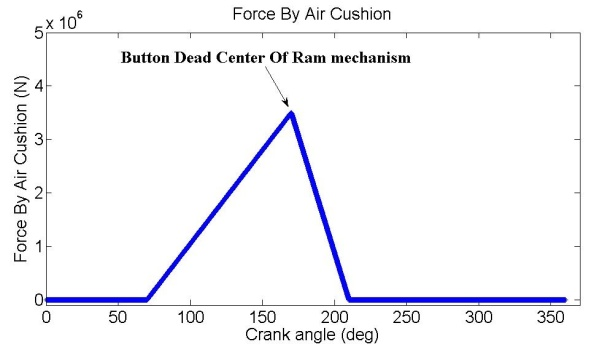 Force By Air Cushion
5 x 10^6
Button Dead Center Of Ram mechanism
4
3
2
1
0
Force By Air Cushion (N)
0 50 100 150 200 250 300 350
Crank angle (deg)